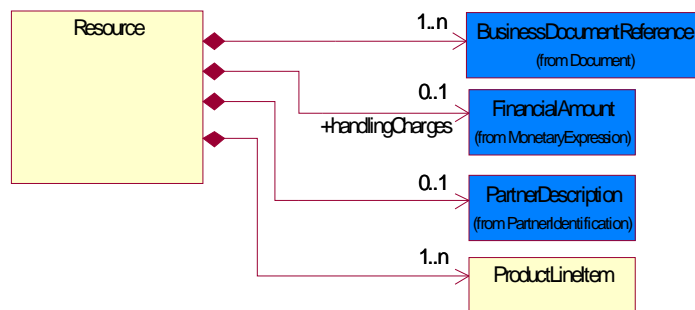 Resource
1..n
BusinessDocumentReference
(from Document)
0..1
+handlingCharges
FinancialAmount
(from MonetaryExpression)
0..1
PartnerDescription
(from PartnerIdentification)
1..n
ProductLineItem